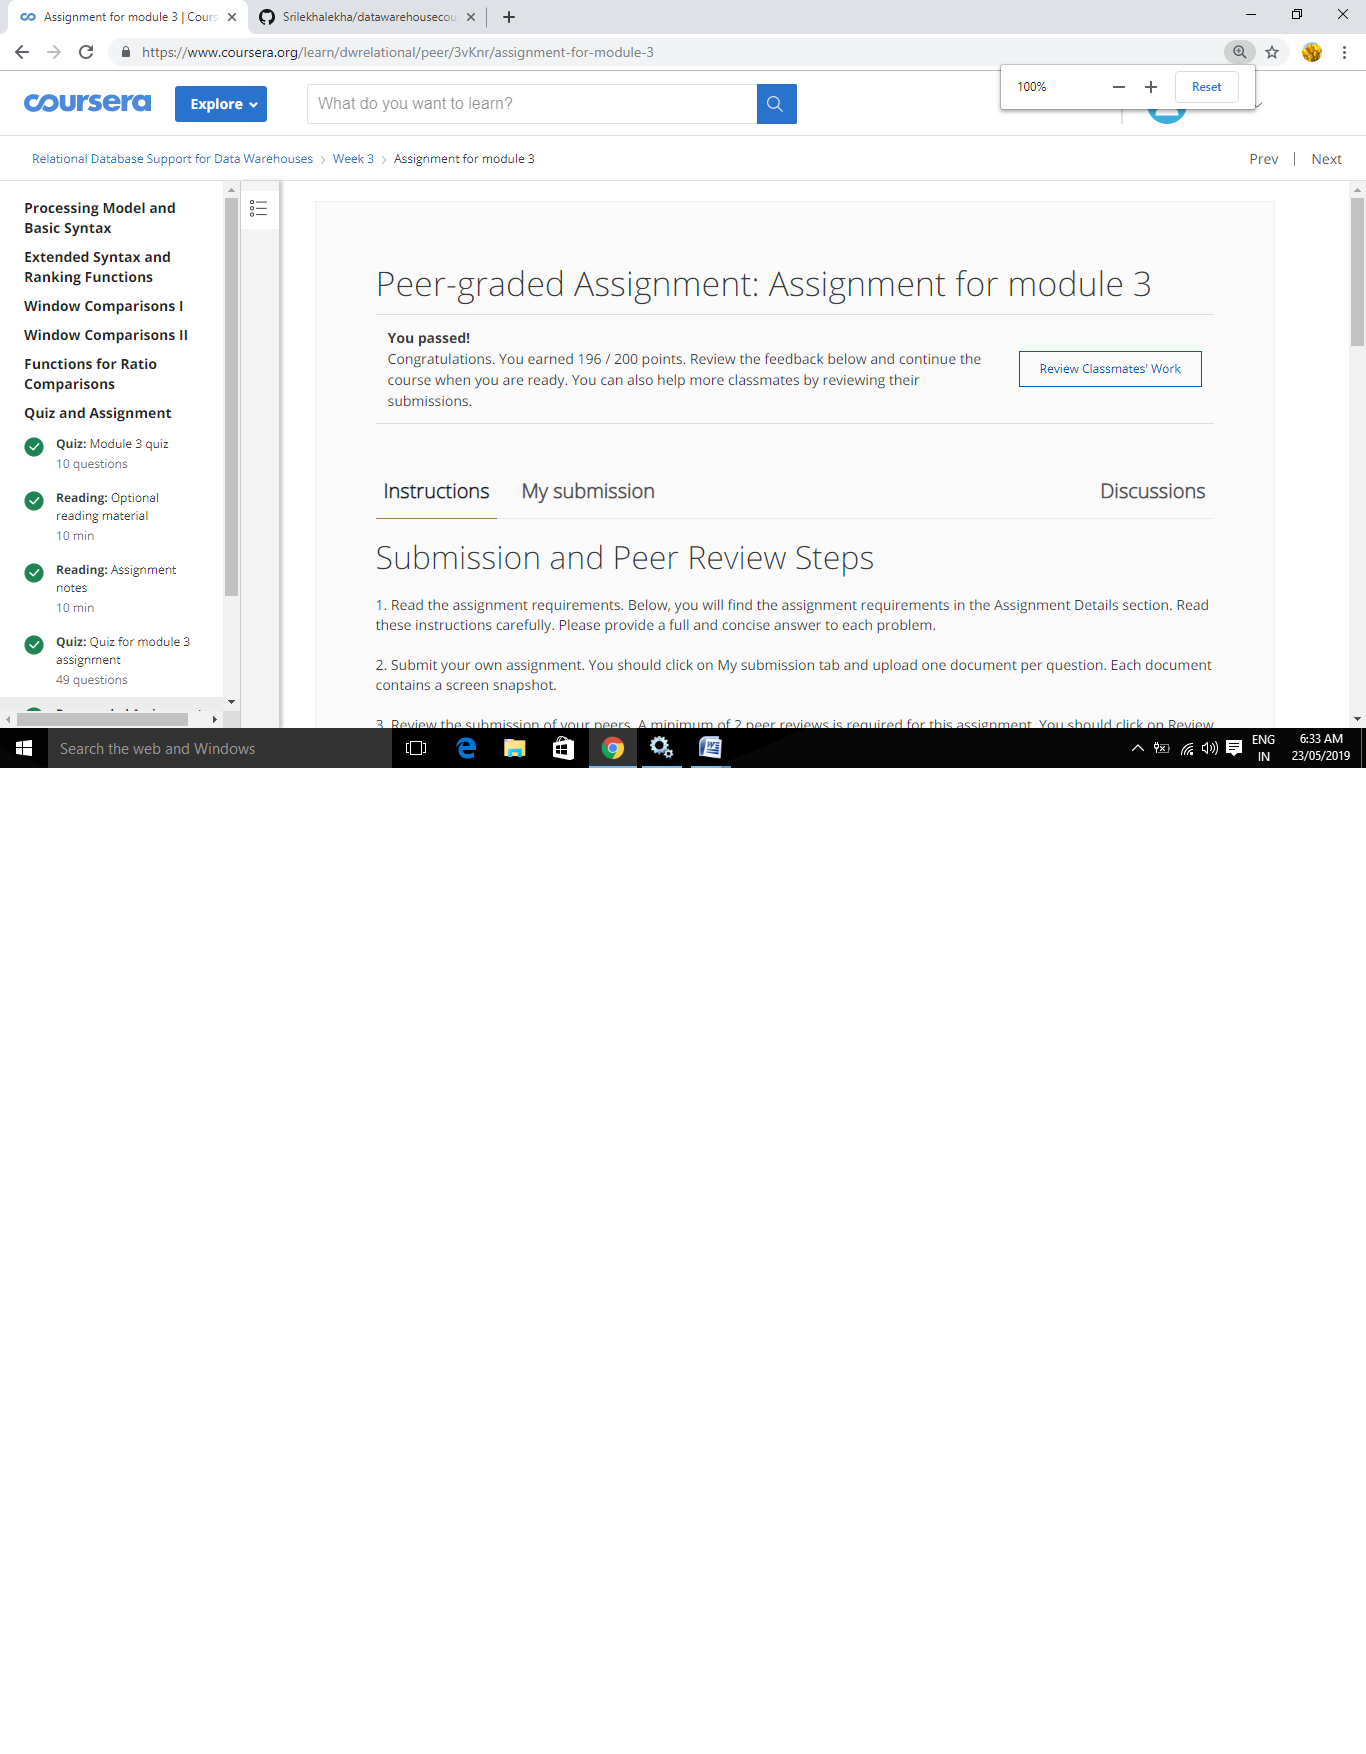 Assignment for module 3 | Cours
Srilekhalekha/datawarehousecou
https://www.coursera.org/learn/dwrelational/peer/3vKnr/assignment-for-module-3
100%
Reset
coursera
Explore
What do you want to learn?
Relational Database Support for Data Warehouses > Week 3 > Assignment for module 3
Prev | Next
Processing Model and
Basic Syntax
Extended Syntax and
Ranking Functions
Window Comparisons I
Window Comparisons II
Functions for Ratio
Comparisons
Quiz and Assignment
Quiz: Module 3 quiz
10 questions
Reading: Optional
reading material
10 min
Reading: Assignment
notes
10 min
Quiz: Quiz for module 3
assignment
49 questions
Peer-graded Assignment: Assignment for module 3
You passed!
Congratulations. You earned 196 / 200 points. Review the feedback below and continue the
course when you are ready. You can also help more classmates by reviewing their
submissions.
Review Classmates' Work
Instructions
My submission
Discussions
Submission and Peer Review Steps
1. Read the assignment requirements. Below, you will find the assignment requirements in the Assignment Details section. Read
these instructions carefully. Please provide a full and concise answer to each problem.
2. Submit your own assignment. You should click on My submission tab and upload one document per question. Each document
contains a screen snapshot.
3. Review the submission of your peers. A minimum of 2 peer reviews is required for this assignment. You should click on Review
Search the web and Windows
ENG
IN
6:33 AM
23/05/2019